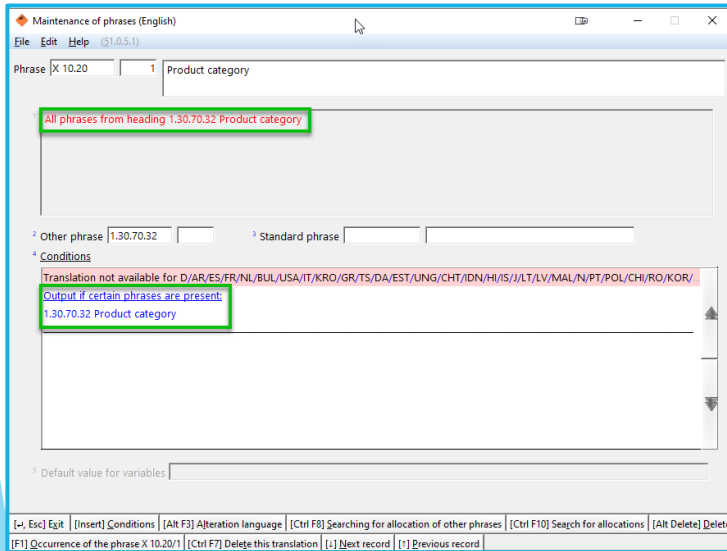 Maintenance of phrases (English)
File Edit Help (51.0.5.1)
Phrase X 10.20 1 Product category
1 All phrases from heading 1.30.70.32 Product category
2 Other phrase 1.30.70.32 3 Standard phrase
4 Conditions
Translation not available for D/AR/ES/FR/NL/BUL/USA/IT/KRO/GR/TS/DA/EST/UNG/CHT/IDN/HI/IS/J/LT/LV/MAL/N/PT/POL/CHI/RO/KOR/
Output if certain phrases are present:
1.30.70.32 Product category
5 Default value for variables
[↵, Esc] Exit [Insert] Conditions [Alt F3] Alteration language [Ctrl F8] Searching for allocation of other phrases [Ctrl F10] Search for allocations [Alt Delete] Delet
[F1] Occurrence of the phrase X 10.20/1 [Ctrl F7] Delete this translation [↓] Next record [↑] Previous record